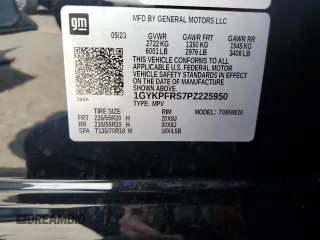 gm
MFD BY GENERAL MOTORS LLC
05/23 GVWR GAWR FRT GAWR RR
2722 KG 1350 KG 1545 KG
6001 LB 2976 LB 3406 LB
THIS VEHICLE CONFORMS TO ALL APPLICABLE U.S.
FEDERAL MOTOR VEHICLE SAFETY AND THEFT PREVENTION
STANDARDS IN EFFECT ON THE DATE OF MANUFACTURE
SHOWN ABOVE.
1GYKPFRS7PZ225950
TYPE: MPV
TIRE SIZE RIM MODEL:
FRT 235/55R20 H 20X8J
RR 235/55R20 H 20X8J
SPA T135/70R18 M 18X4.5B